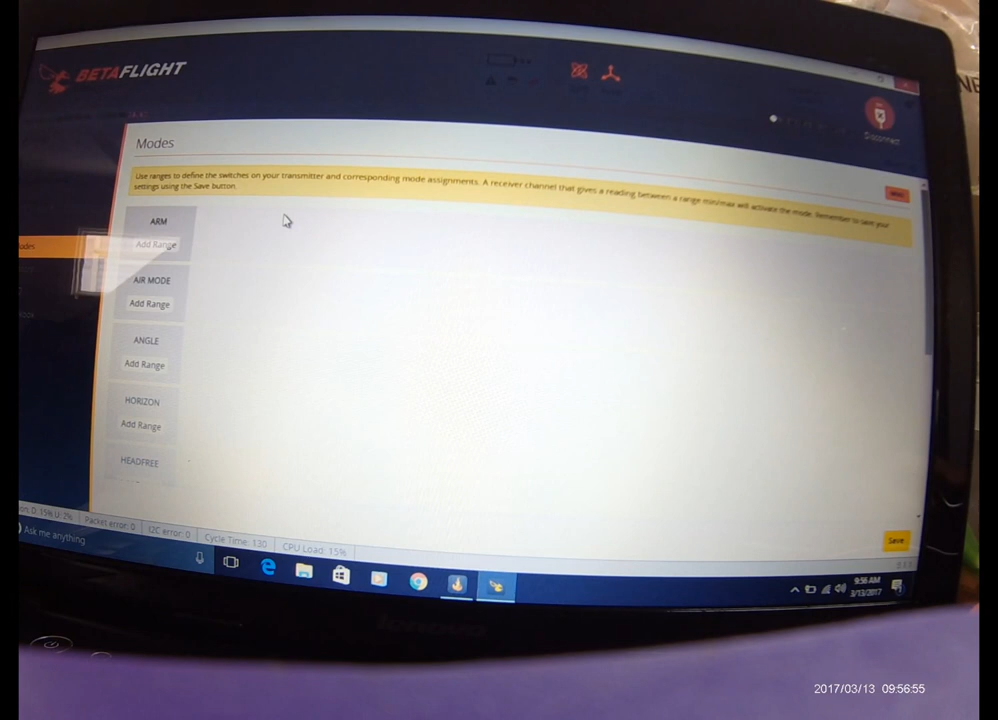 BETAFLIGHT
Disconnect
Modes
Use ranges to define the switches on your transmitter and corresponding mode assignments. A receiver channel that gives a reading between a range min/max will activate the mode. Remember to save your
settings using the Save button.
ARM
Add Range
AIR MODE
Add Range
ANGLE
Add Range
HORIZON
Add Range
HEADFREE
Save
D: 15% U: 2% Packet error: 0 I2C error: 0 Cycle Time: 130 CPU Load: 15%
Ask me anything
9:56 AM
3/13/2017
lenovo
2017/03/13 09:56:55